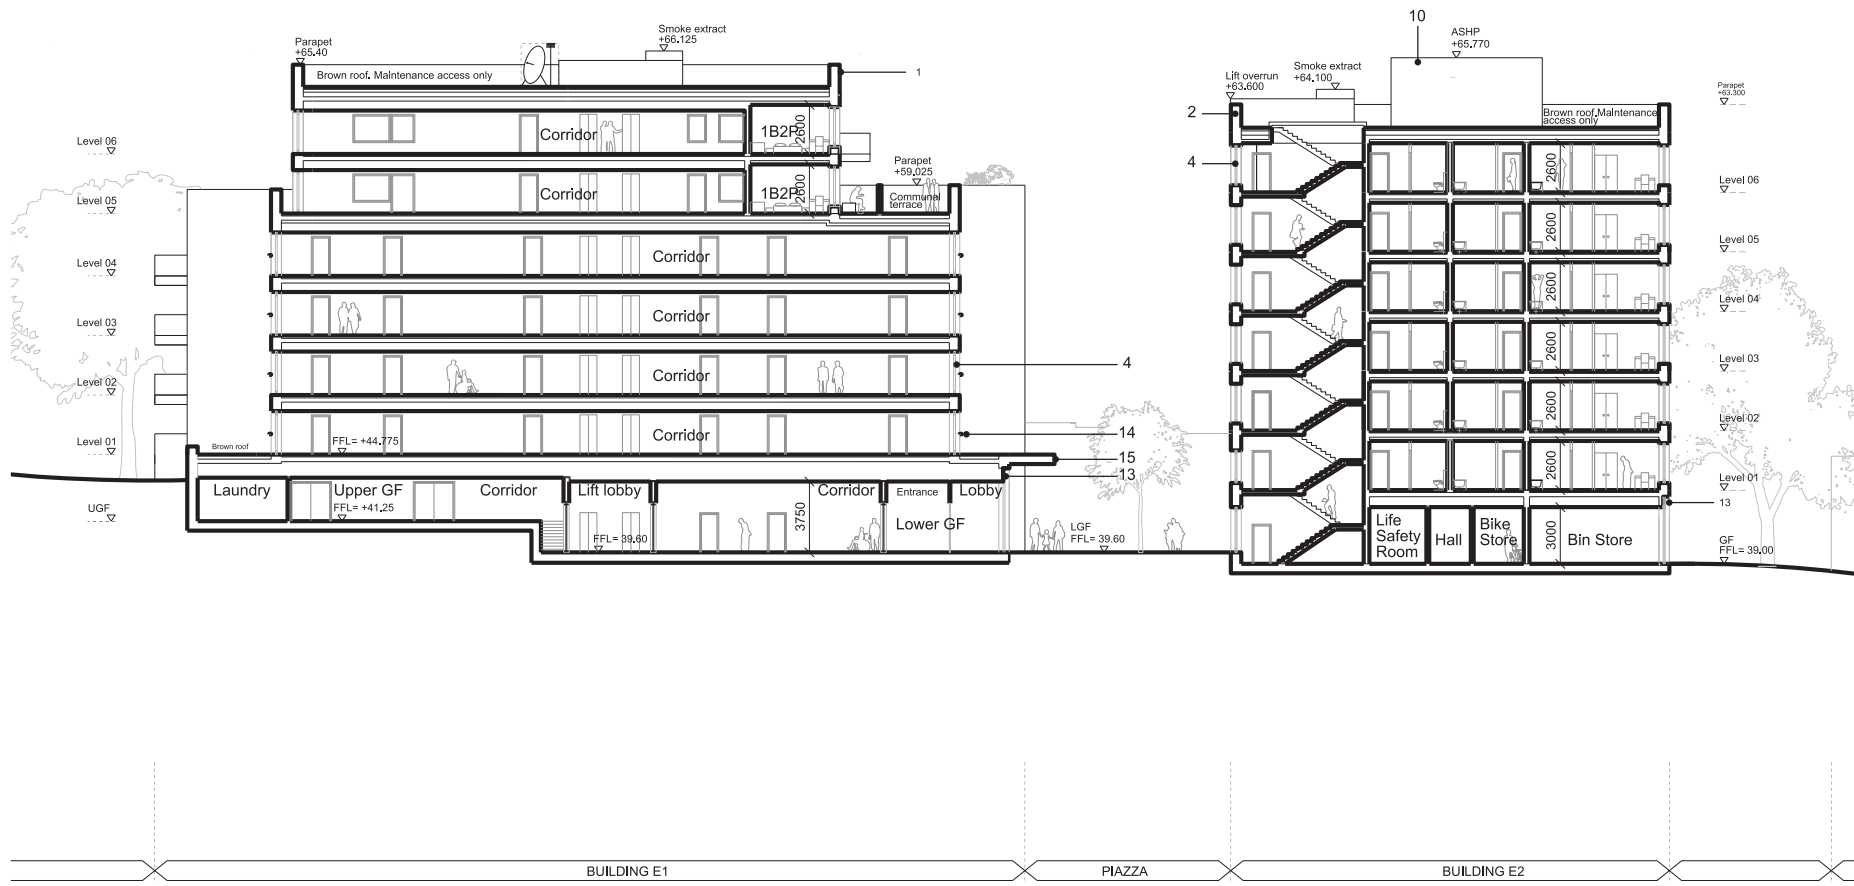 10
Parapet
+65.40
Smoke extract
+66.125
Brown roof. Maintenance access only
1
ASHP
+65.770
Smoke extract
+64.100
Lift overrun
+63.600
Parapet
+63.300
2
Brown roof. Maintenance
access only
Level 06
Corridor
1B2P
2600
4
Parapet
+59.025
2600
Level 06
Level 05
Corridor
1B2P
2600
Communal
terrace
2600
Level 05
Level 04
Corridor
2600
Level 04
Level 03
Corridor
2600
Level 03
Level 02
Corridor
4
2600
Level 02
Level 01
Brown roof
FFL= +44.775
Corridor
14
15
13
2600
Level 01
13
UGF
Laundry
Upper GF
FFL= +41.25
Corridor
Lift lobby
FFL= 39.60
3750
Corridor
Entrance
Lobby
Lower GF
LGF
FFL= 39.60
Life
Safety
Room
Hall
Bike
Store
3000
Bin Store
GF
FFL= 39.00
BUILDING E1
PIAZZA
BUILDING E2